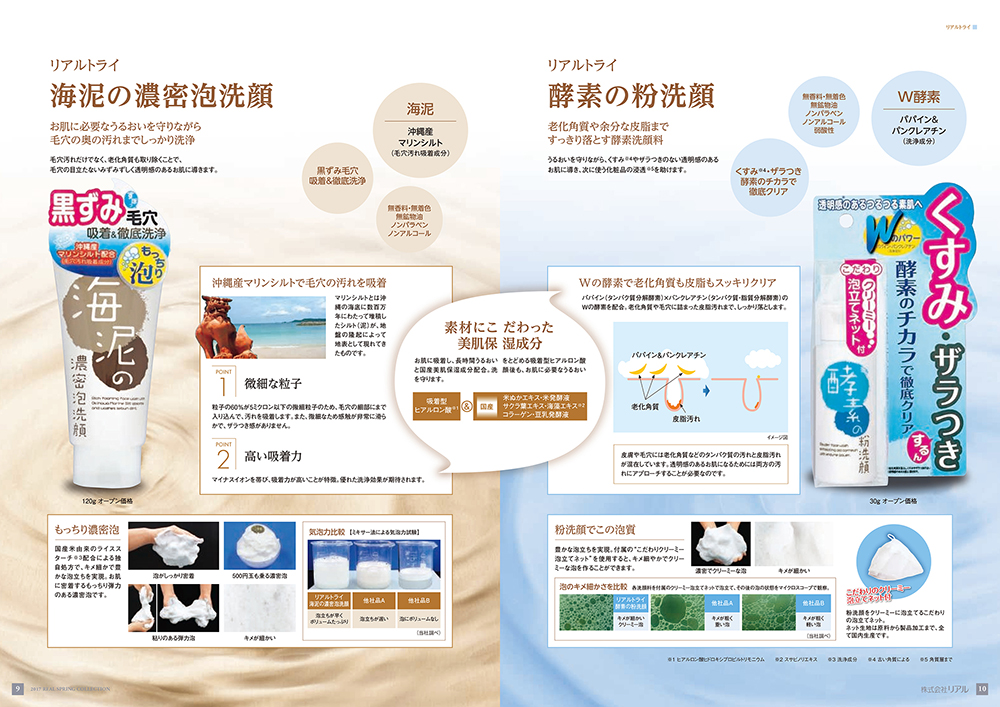 リアルトライ
海泥の濃密泡洗顔
お肌に必要なうるおいを守りながら
毛穴の奥の汚れまでしっかり洗浄
毛穴汚れだけでなく、老化角質も取り除くことで、
毛穴の目立たないみずみずしく透明感のあるお肌に導きます。
海泥
沖縄産
マリンシルト
(毛穴汚れ吸着成分)
黒ずみ毛穴
吸着&徹底洗浄
無香料・無着色
無鉱物油
ノンパラベン
ノンアルコール
黒ずみ毛穴
吸着&徹底洗浄
沖縄産
マリンシルト配合
(毛穴汚れ吸着成分)
もっちり
泡
海泥の
濃密泡洗顔
120g オープン価格
沖縄産マリンシルトで毛穴の汚れを吸着
マリンシルトとは沖
縄の海底に数百万
年にわたって堆積し
たシルト(泥)が、地
盤の隆起によって
地表として現れてき
たものです。
POINT
1
微細な粒子
粒子の60%が5ミクロン以下の微細粒子のため、毛穴の細部にまで
入り込んで、汚れを吸着します。また、微細なため感触が非常に滑ら
かで、ザラつき感がありません。
POINT
2
高い吸着力
マイナスイオンを帯び、吸着力が高いことが特徴。優れた洗浄効果が期待されます。
素材にこ だわった
美肌保 湿成分
お肌に吸着し、長時間うるおい をとどめる吸着型ヒアルロン酸
と国産美肌保湿成分配合。洗 顔後も、お肌に必要なうるおい
を守ります。
吸着型
ヒアルロン酸※1
&
国産
米ぬかエキス・米発酵液
サクラ葉エキス・海藻エキス※2
コラーゲン・豆乳発酵液
もっちり濃密泡
国産米由来のライスス
ターチ※3配合による独
自処方で、キメ細かで豊
かな泡立ちを実現。お肌
に密着するもっちり弾力
のある濃密泡です。
泡がしっかり密着
500円玉も乗る濃密泡
粘りのある弾力泡
キメが細かい
気泡力比較 【ミキサー法による気泡力試験】
リアルトライ
海泥の濃密泡洗顔
他社品A
他社品B
泡立ちが早く
ボリュームたっぷり
泡立ちが遅い
泡にボリュームなし
(当社調べ)
9
リアルトライ
リアルトライ
酵素の粉洗顔
老化角質や余分な皮脂まで
すっきり落とす酵素洗顔料
うるおいを守りながら、くすみ※4やザラつきのない透明感のある
お肌に導き、次に使う化粧品の浸透※5を助けます。
無香料・無着色
無鉱物油
ノンパラベン
ノンアルコール
弱酸性
W酵素
パパイン&
パンクレアチン
(洗浄成分)
くすみ※4・ザラつき
酵素のチカラで
徹底クリア
透明感のあるつるつる素肌へ
Wのパワー
くすみ・ザラつき
酵素のチカラで徹底クリア
こだわり
クリーミー
泡立てネット付
酵素の
粉洗顔
するん
30g オープン価格
Wの酵素で老化角質も皮脂もスッキリクリア
パパイン(タンパク質分解酵素)×パンクレアチン(タンパク質・脂質分解酵素)の
Wの酵素を配合。老化角質や毛穴に詰まった皮脂汚れまで、しっかり落とします。
パパイン&パンクレアチン
老化角質
皮脂汚れ
イメージ図
皮膚や毛穴には老化角質などのタンパク質の汚れと皮脂汚れ
が混在しています。透明感のあるお肌になるためには両方の汚
れにアプローチすることが必要なのです。
粉洗顔でこの泡質
豊かな泡立ちを実現。付属の“こだわりクリーミー
泡立てネット”を使用すると、キメ細やかでクリー
ミーな泡を作ることができます。
濃密でクリーミーな泡
キメが細かい
こだわりのクリーミー
泡立てネット付
粉洗顔をクリーミーに泡立てるこだわり
の泡立てネット。
ネット生地は原料から製品加工まで、全
て国内生産です。
泡のキメ細かさを比較 各洗顔料を付属のクリーミー泡立てネットで泡立て、その後の泡の状態をマイクロスコープで観察。
リアルトライ
酵素の粉洗顔
キメが細かい
クリーミー泡
他社品A
キメが粗く
重い泡
他社品B
キメが粗く
軽い泡
(当社調べ)
※1 ヒアルロン酸ヒドロキシプロピルトリモニウム ※2 スサビノリエキス ※3 洗浄成分 ※4 古い角質による ※5 角質層まで
株式会社リアル 10